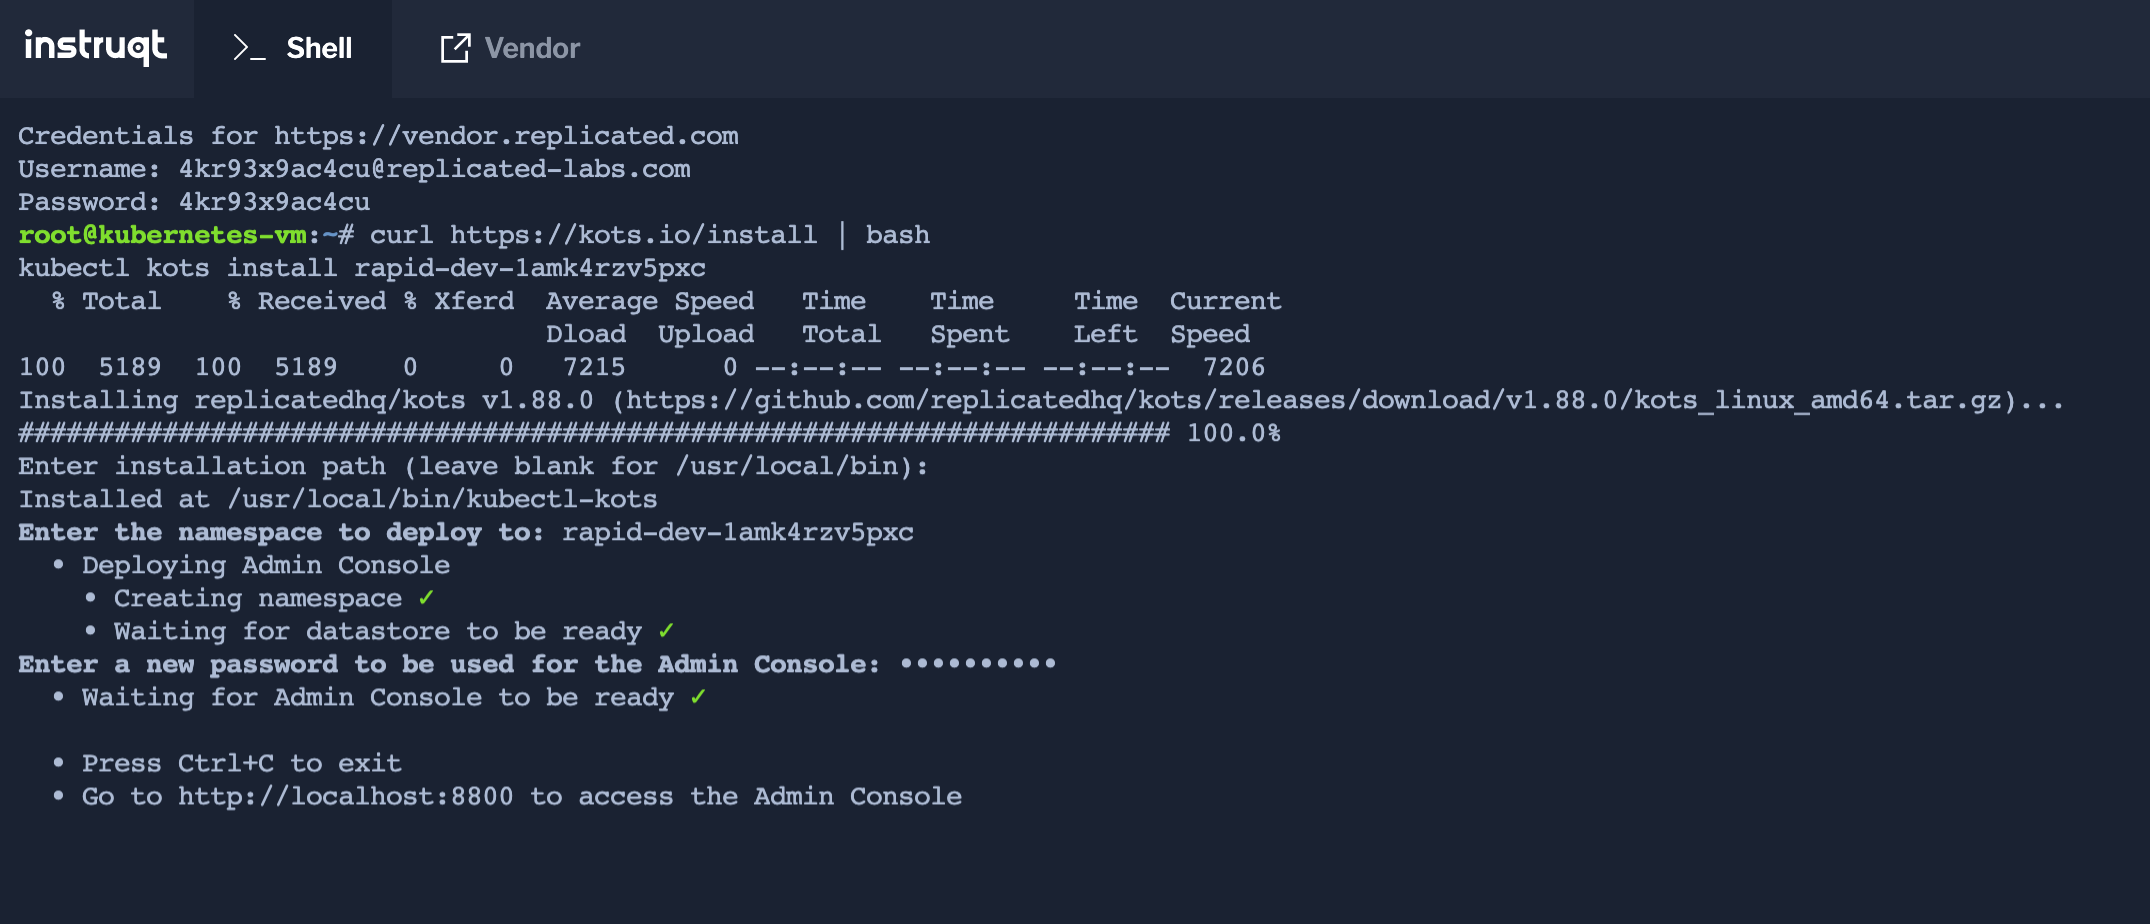 instruqt
>_ Shell
Vendor
Credentials for https://vendor.replicated.com
Username: 4kr93x9ac4cu@replicated-labs.com
Password: 4kr93x9ac4cu
root@kubernetes-vm:~# curl https://kots.io/install | bash
kubectl kots install rapid-dev-1amk4rzv5pxc
  % Total    % Received % Xferd  Average Speed   Time    Time     Time  Current
                                 Dload  Upload   Total   Spent    Left  Speed
100  5189  100  5189    0     0   7215      0 --:--:-- --:--:-- --:--:--  7206
Installing replicatedhq/kots v1.88.0 (https://github.com/replicatedhq/kots/releases/download/v1.88.0/kots_linux_amd64.tar.gz)...
######################################################################## 100.0%
Enter installation path (leave blank for /usr/local/bin):
Installed at /usr/local/bin/kubectl-kots
Enter the namespace to deploy to: rapid-dev-1amk4rzv5pxc
  • Deploying Admin Console
    • Creating namespace ✓
    • Waiting for datastore to be ready ✓
Enter a new password to be used for the Admin Console: ••••••••••
  • Waiting for Admin Console to be ready ✓
  • Press Ctrl+C to exit
  • Go to http://localhost:8800 to access the Admin Console